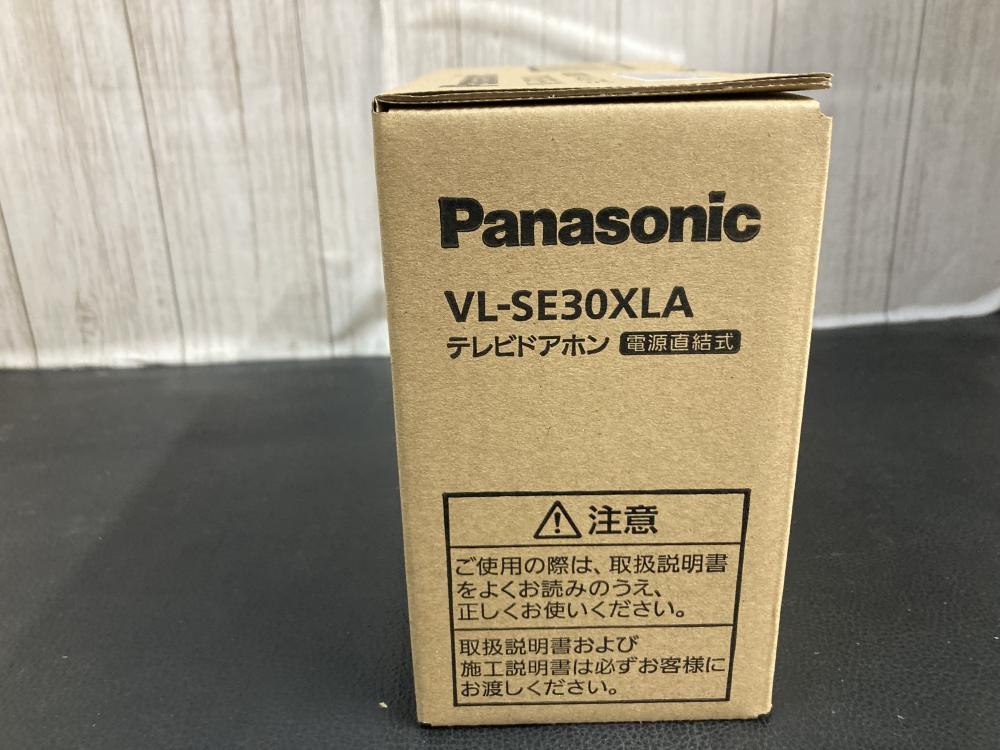 Panasonic
VL-SE30XLA
テレビドアホン 電源直結式
注意
ご使用の際は、取扱説明書
をよくお読みのうえ、
正しくお使いください。
取扱説明書および
施工説明書は必ずお客様に
お渡しください。